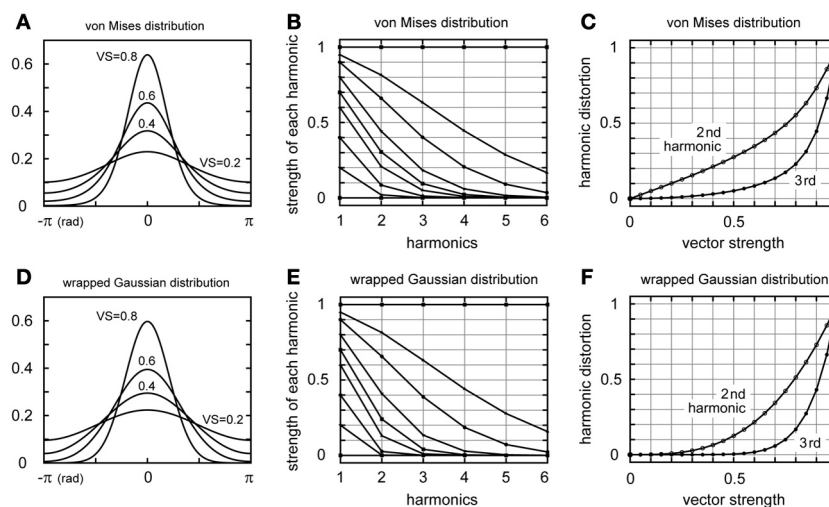 A
von Mises distribution
0.6
0.4
0.2
0
VS=0.8
0.6
0.4
VS=0.2
-π (rad)
0
π
B
von Mises distribution
strength of each harmonic
1
0.5
0
1 2 3 4 5 6
harmonics
C
von Mises distribution
harmonic distortion
1
0.5
0
2nd
harmonic
3rd
0
0.5
vector strength
D
wrapped Gaussian distribution
0.6
0.4
0.2
0
VS=0.8
0.6
0.4
VS=0.2
-π (rad)
0
π
E
wrapped Gaussian distribution
strength of each harmonic
1
0.5
0
1 2 3 4 5 6
harmonics
F
wrapped Gaussian distribution
harmonic distortion
1
0.5
0
2nd
harmonic
3rd
0
0.5
vector strength